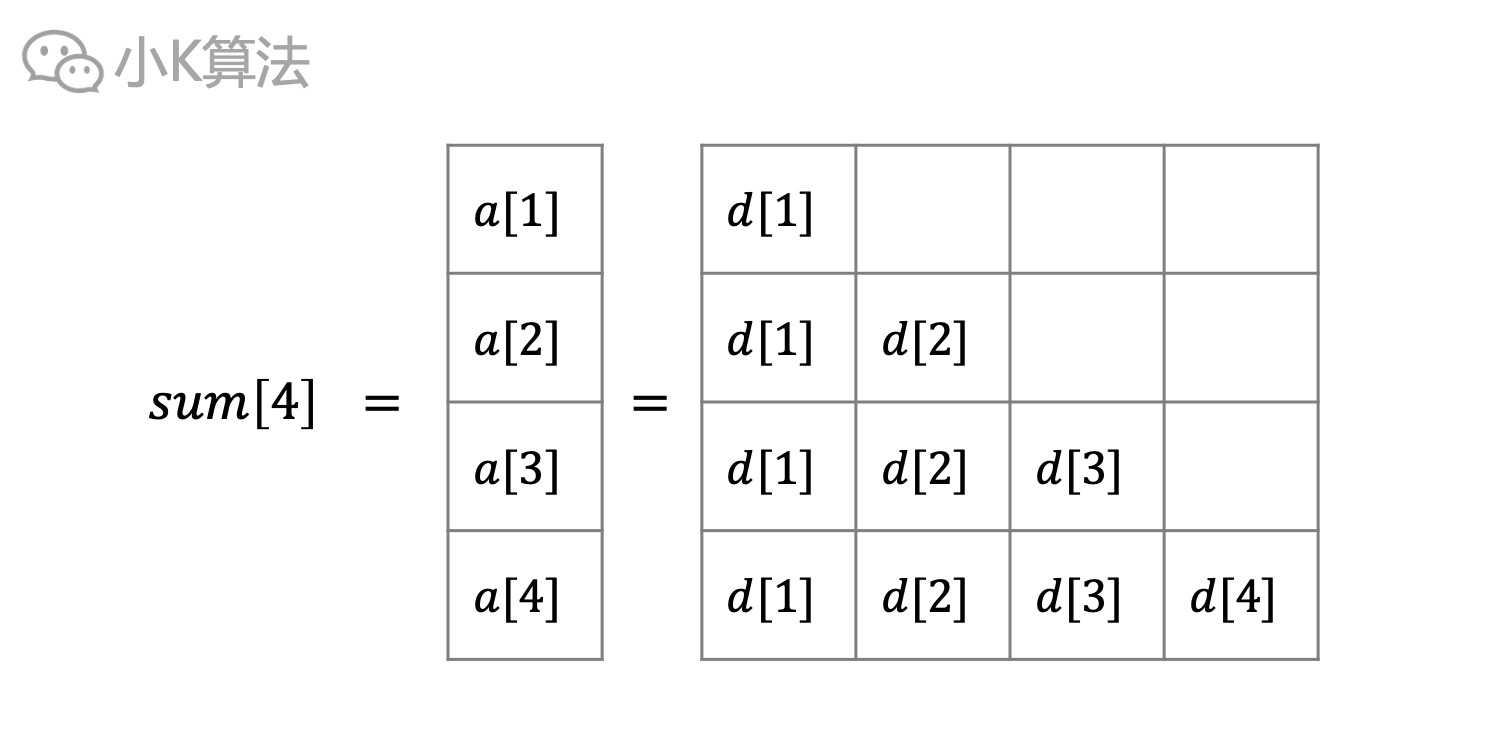 小K算法
a[1] d[1]
a[2] d[1] d[2]
sum[4] = =
a[3] d[1] d[2] d[3]
a[4] d[1] d[2] d[3] d[4]